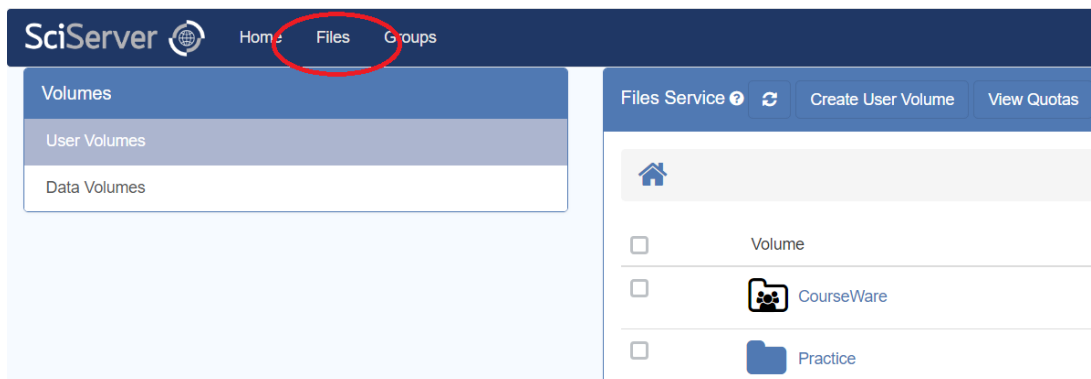 SciServer Home Files Groups
Volumes
User Volumes
Data Volumes
Files Service Create User Volume View Quotas
Volume
CourseWare
Practice